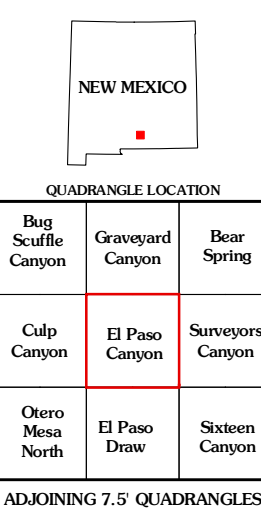 NEW MEXICO
QUADRANGLE LOCATION
Bug
Scuffle
Canyon
Graveyard
Canyon
Bear
Spring
Culp
Canyon
El Paso
Canyon
Surveyors
Canyon
Otero
Mesa
North
El Paso
Draw
Sixteen
Canyon
ADJOINING 7.5' QUADRANGLES